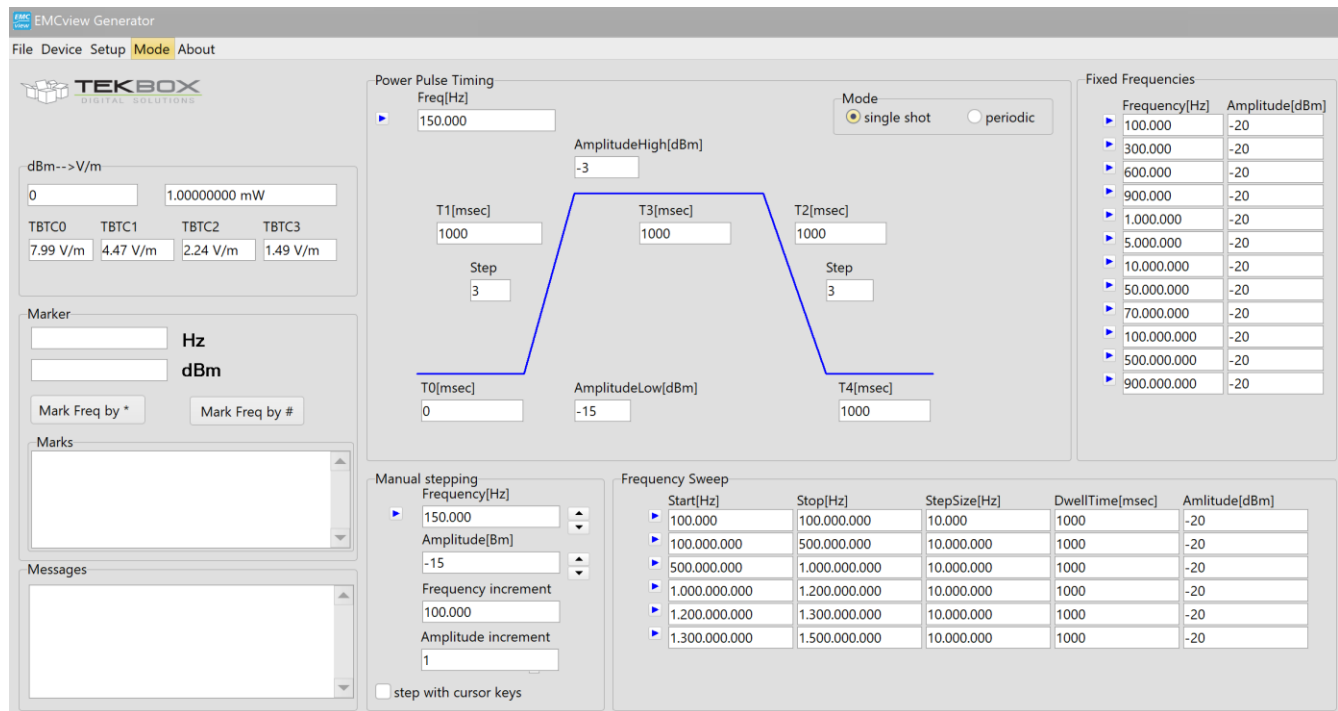 EMCview Generator
File Device Setup Mode About
TEKBOX
DIGITAL SOLUTIONS
dBm-->V/m
0 1.00000000 mW
TBTC0 TBTC1 TBTC2 TBTC3
7.99 V/m 4.47 V/m 2.24 V/m 1.49 V/m
Marker
Hz
dBm
Mark Freq by * Mark Freq by #
Marks
Messages
Power Pulse Timing
Freq[Hz]
150.000
Mode
single shot periodic
AmplitudeHigh[dBm]
-3
T1[msec] T3[msec] T2[msec]
1000 1000 1000
Step Step
3 3
T0[msec] AmplitudeLow[dBm] T4[msec]
0 -15 1000
Fixed Frequencies
Frequency[Hz] Amplitude[dBm]
100.000 -20
300.000 -20
600.000 -20
900.000 -20
1.000.000 -20
5.000.000 -20
10.000.000 -20
50.000.000 -20
70.000.000 -20
100.000.000 -20
500.000.000 -20
900.000.000 -20
Manual stepping
Frequency[Hz]
150.000
Amplitude[Bm]
-15
Frequency increment
100.000
Amplitude increment
1
step with cursor keys
Frequency Sweep
Start[Hz] Stop[Hz] StepSize[Hz] DwellTime[msec] Amlitude[dBm]
100.000 100.000.000 10.000 1000 -20
100.000.000 500.000.000 10.000.000 1000 -20
500.000.000 1.000.000.000 10.000.000 1000 -20
1.000.000.000 1.200.000.000 10.000.000 1000 -20
1.200.000.000 1.300.000.000 10.000.000 1000 -20
1.300.000.000 1.500.000.000 10.000.000 1000 -20